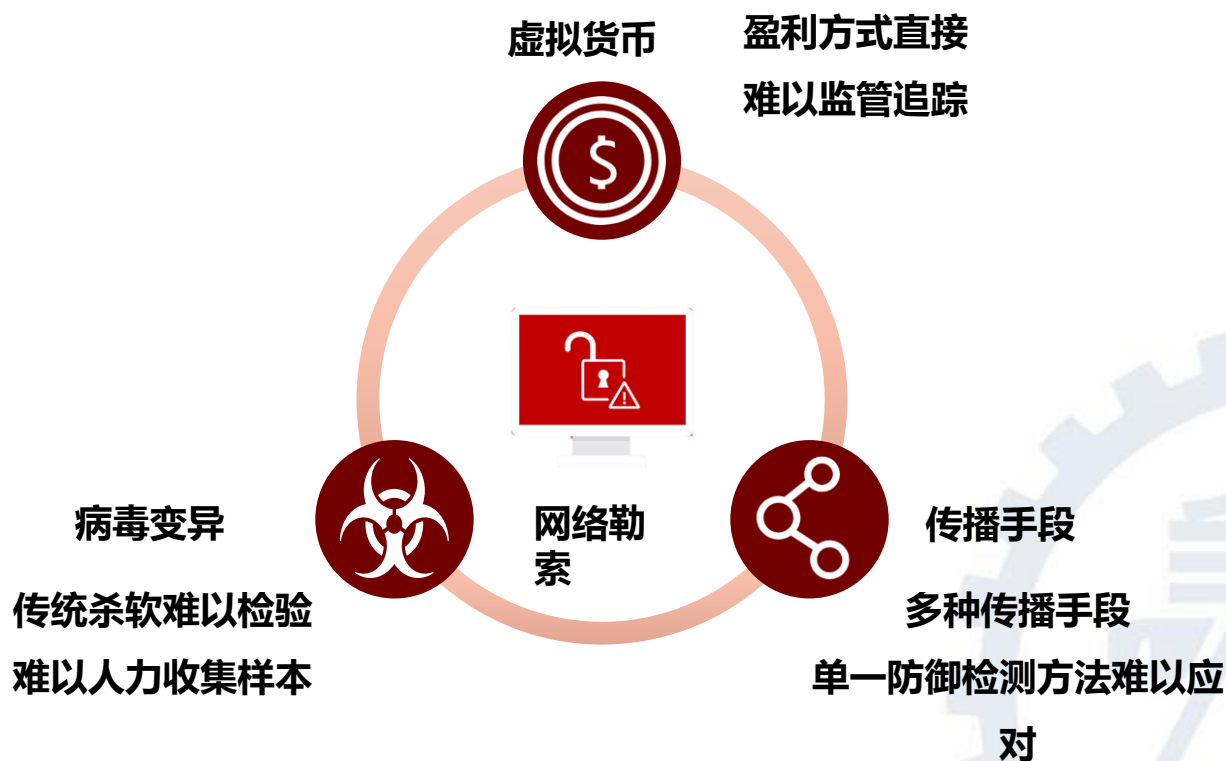 虚拟货币
盈利方式直接
难以监管追踪
$
病毒变异
传统杀软难以检验
难以人力收集样本
网络勒
索
传播手段
多种传播手段
单一防御检测方法难以应
对